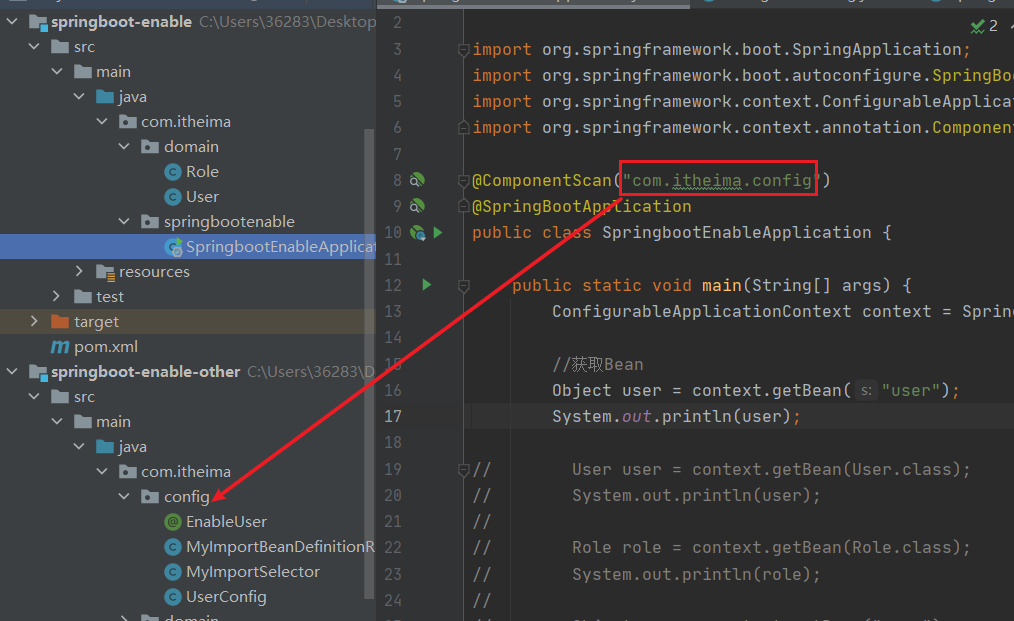 springboot-enable C:\Users\36283\Desktop
src
main
java
com.itheima
domain
Role
User
springbootenable
SpringbootEnableApplicat
resources
test
target
pom.xml
springboot-enable-other C:\Users\36283\D
src
main
java
com.itheima
config
EnableUser
MyImportBeanDefinitionR
MyImportSelector
UserConfig
domain
2
2
3 import org.springframework.boot.SpringApplication;
4 import org.springframework.boot.autoconfigure.SpringBo
5 import org.springframework.context.ConfigurableApplica
6 import org.springframework.context.annotation.Component
7
8 @ComponentScan("com.itheima.config")
9 @SpringBootApplication
10 public class SpringbootEnableApplication {
11
12 public static void main(String[] args) {
13 ConfigurableApplicationContext context = Sprin
14
15 //获取Bean
16 Object user = context.getBean( s: "user");
17 System.out.println(user);
18
19 // User user = context.getBean(User.class);
20 // System.out.println(user);
21 //
22 // Role role = context.getBean(Role.class);
23 // System.out.println(role);
24 //